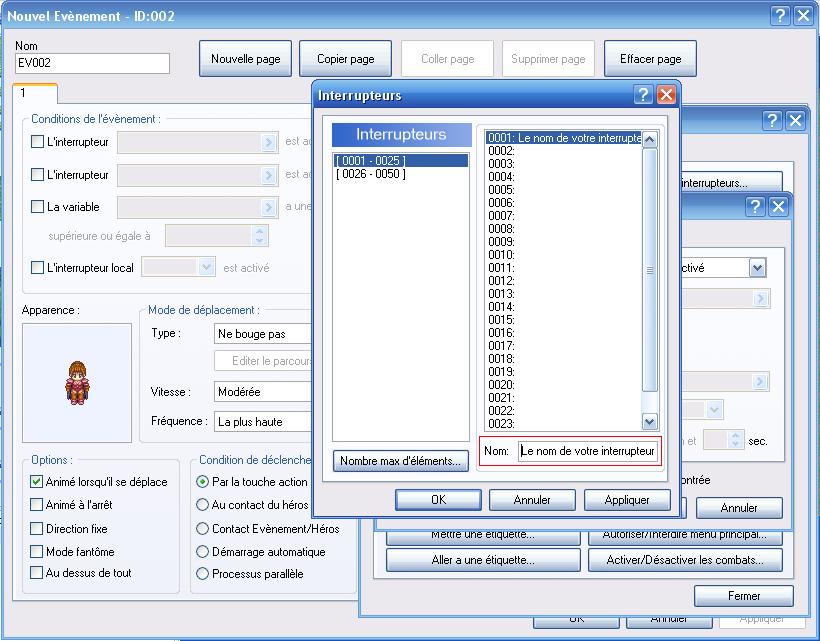 Nouvel Evènement - ID:002
Nom
EV002
Nouvelle page
Copier page
Coller page
Supprimer page
Effacer page
1
Conditions de l'évènement :
L'interrupteur
est ac
L'interrupteur
est ac
La variable
a une
supérieure ou égale à
L'interrupteur local
est activé
Apparence :
Mode de déplacement :
Type :
Ne bouge pas
Editer le parcours
Vitesse :
Modérée
Fréquence :
La plus haute
Options :
Animé lorsqu'il se déplace
Animé à l'arrêt
Direction fixe
Mode fantôme
Au dessus de tout
Condition de déclenche
Par la touche action
Au contact du héros
Contact Evènement/Héros
Démarrage automatique
Processus parallèle
Interrupteurs
Interrupteurs
[ 0001 - 0025 ]
[ 0026 - 0050 ]
Nombre max d'éléments...
0001: Le nom de votre interrupte
0002:
0003:
0004:
0005:
0006:
0007:
0008:
0009:
0010:
0011:
0012:
0013:
0014:
0015:
0016:
0017:
0018:
0019:
0020:
0021:
0022:
0023:
Nom:
Le nom de votre interrupteur
OK
Annuler
Appliquer
interrupteurs...
ctivé
n et
sec.
ontrée
Annuler
Mettre une étiquette...
Autoriser/Interdire menu principal...
Aller a une étiquette...
Activer/Désactiver les combats...
Fermer
OK
Annuler
Appliquer